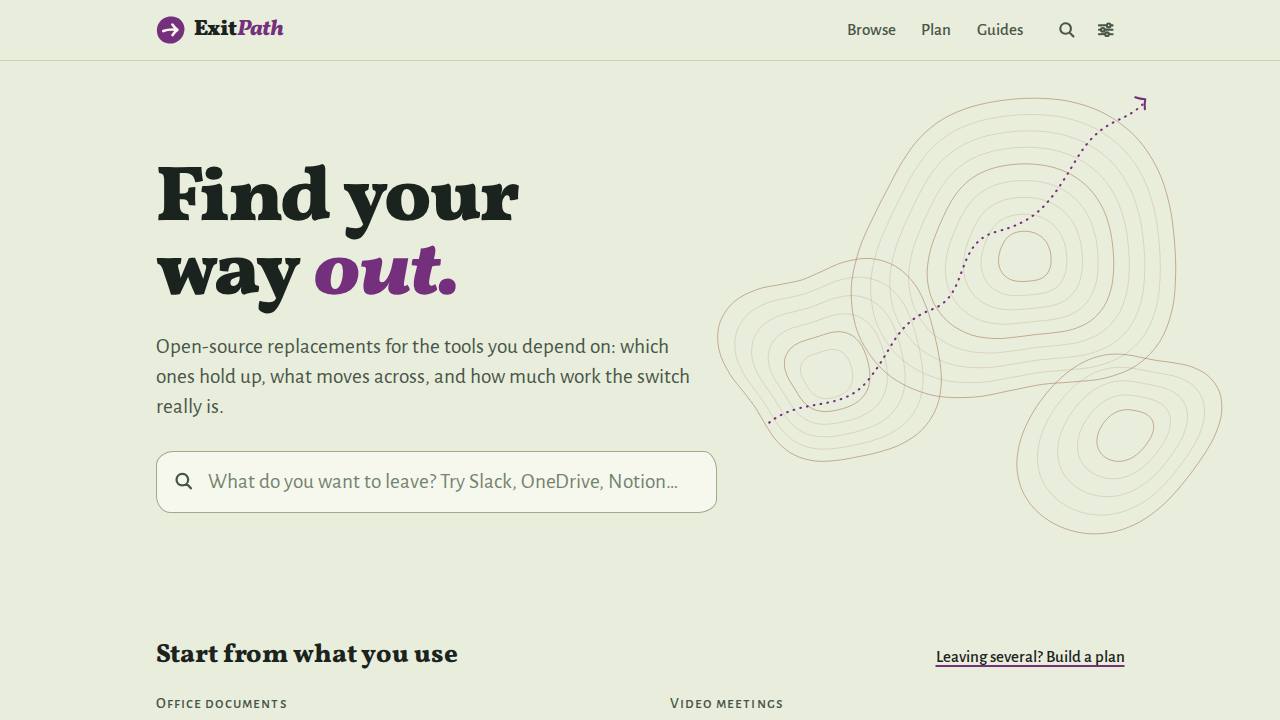 ExitPath
Browse
Plan
Guides
Find your
way out.
Open-source replacements for the tools you depend on: which
ones hold up, what moves across, and how much work the switch
really is.
What do you want to leave? Try Slack, OneDrive, Notion...
Start from what you use
Leaving several? Build a plan
Office documents
Video meetings